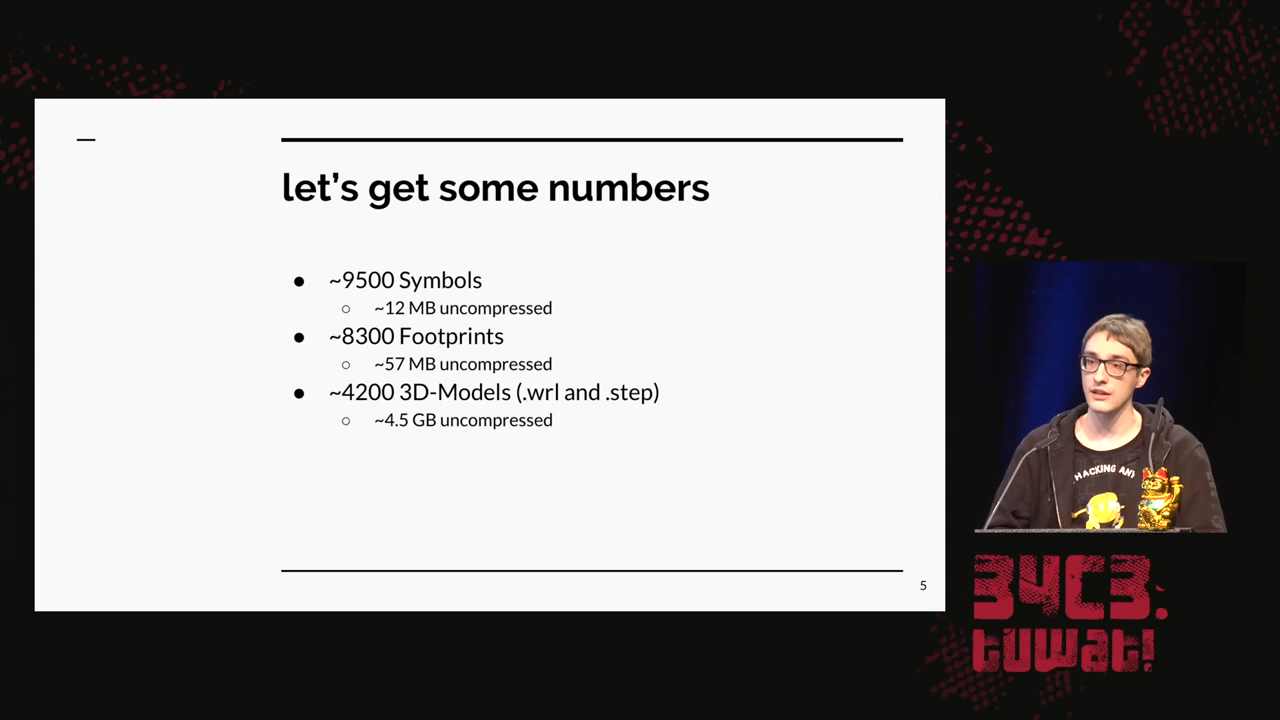 let's get some numbers
● ~9500 Symbols
○ ~12 MB uncompressed
● ~8300 Footprints
○ ~57 MB uncompressed
● ~4200 3D-Models (.wrl and .step)
○ ~4.5 GB uncompressed
5
HACKING ANY
34C3.
tuwat!